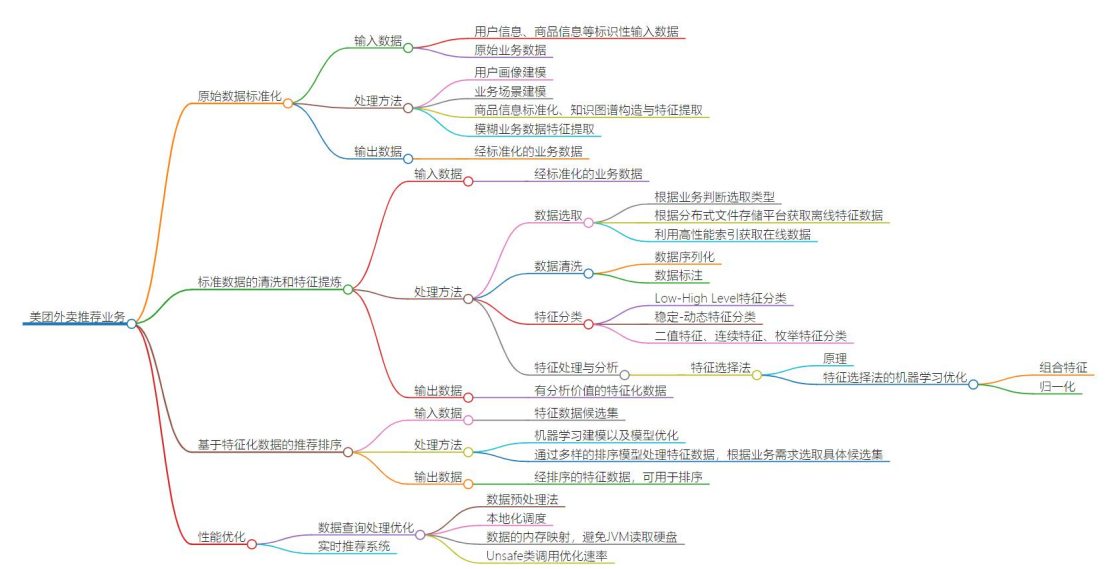 美团外卖推荐业务
原始数据标准化
输入数据
用户信息、商品信息等标识性输入数据
原始业务数据
处理方法
用户画像建模
业务场景建模
商品信息标准化、知识图谱构造与特征提取
模糊业务数据特征提取
输出数据
经标准化的业务数据
标准数据的清洗和特征提炼
输入数据
经标准化的业务数据
处理方法
数据选取
根据业务判断选取类型
根据分布式文件存储平台获取离线特征数据
利用高性能索引获取在线数据
数据清洗
数据序列化
数据标注
特征分类
Low-High Level特征分类
稳定-动态特征分类
二值特征、连续特征、枚举特征分类
特征处理与分析
特征选择法
原理
特征选择法的机器学习优化
组合特征
归一化
输出数据
有分析价值的特征化数据
基于特征化数据的推荐排序
输入数据
特征数据候选集
处理方法
机器学习建模以及模型优化
通过多样的排序模型处理特征数据，根据业务需求选取具体候选集
输出数据
经排序的特征数据，可用于排序
性能优化
数据查询处理优化
数据预处理法
本地化调度
数据的内存映射，避免JVM读取硬盘
Unsafe类调用优化速率
实时推荐系统